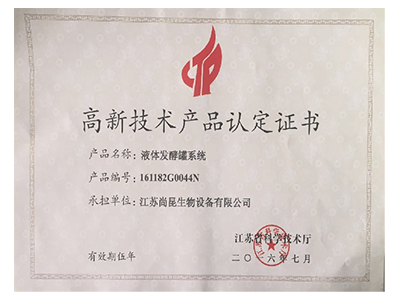 高新技术产品认定证书
产品名称：液体发酵罐系统
产品编号：161182G0044N
承担单位：江苏尚昆生物设备有限公司
江苏省科学技术厅
有效期伍年
二〇一六年七月